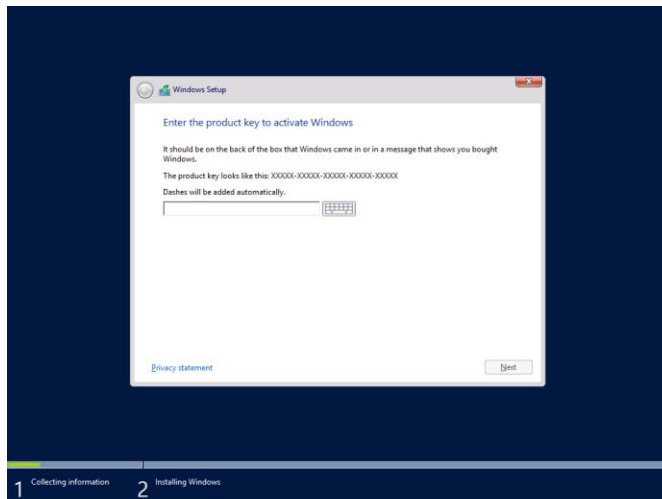 Windows Setup
Enter the product key to activate Windows
It should be on the back of the box that Windows came in or in a message that shows you bought
Windows.
The product key looks like this: XXXXX-XXXXX-XXXXX-XXXXX-XXXXX
Dashes will be added automatically.
Privacy statement
Next
1 Collecting information
2 Installing Windows